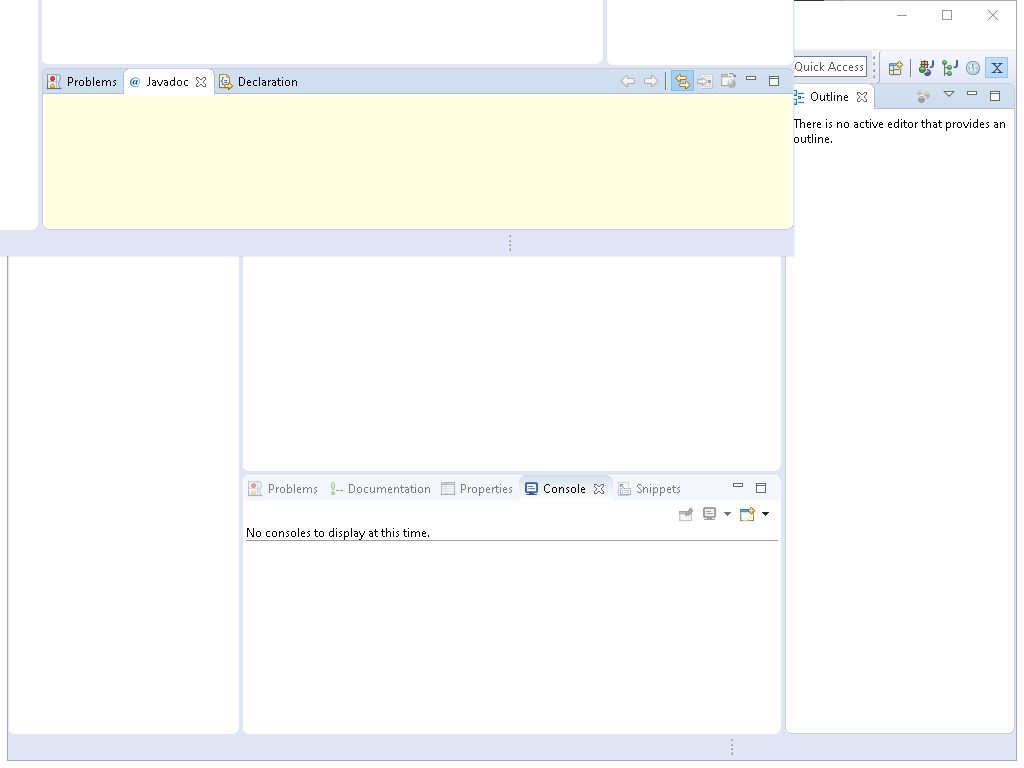 Problems
@ Javadoc
Declaration
Quick Access
Outline
There is no active editor that provides an
outline.
Problems
Documentation
Properties
Console
Snippets
No consoles to display at this time.